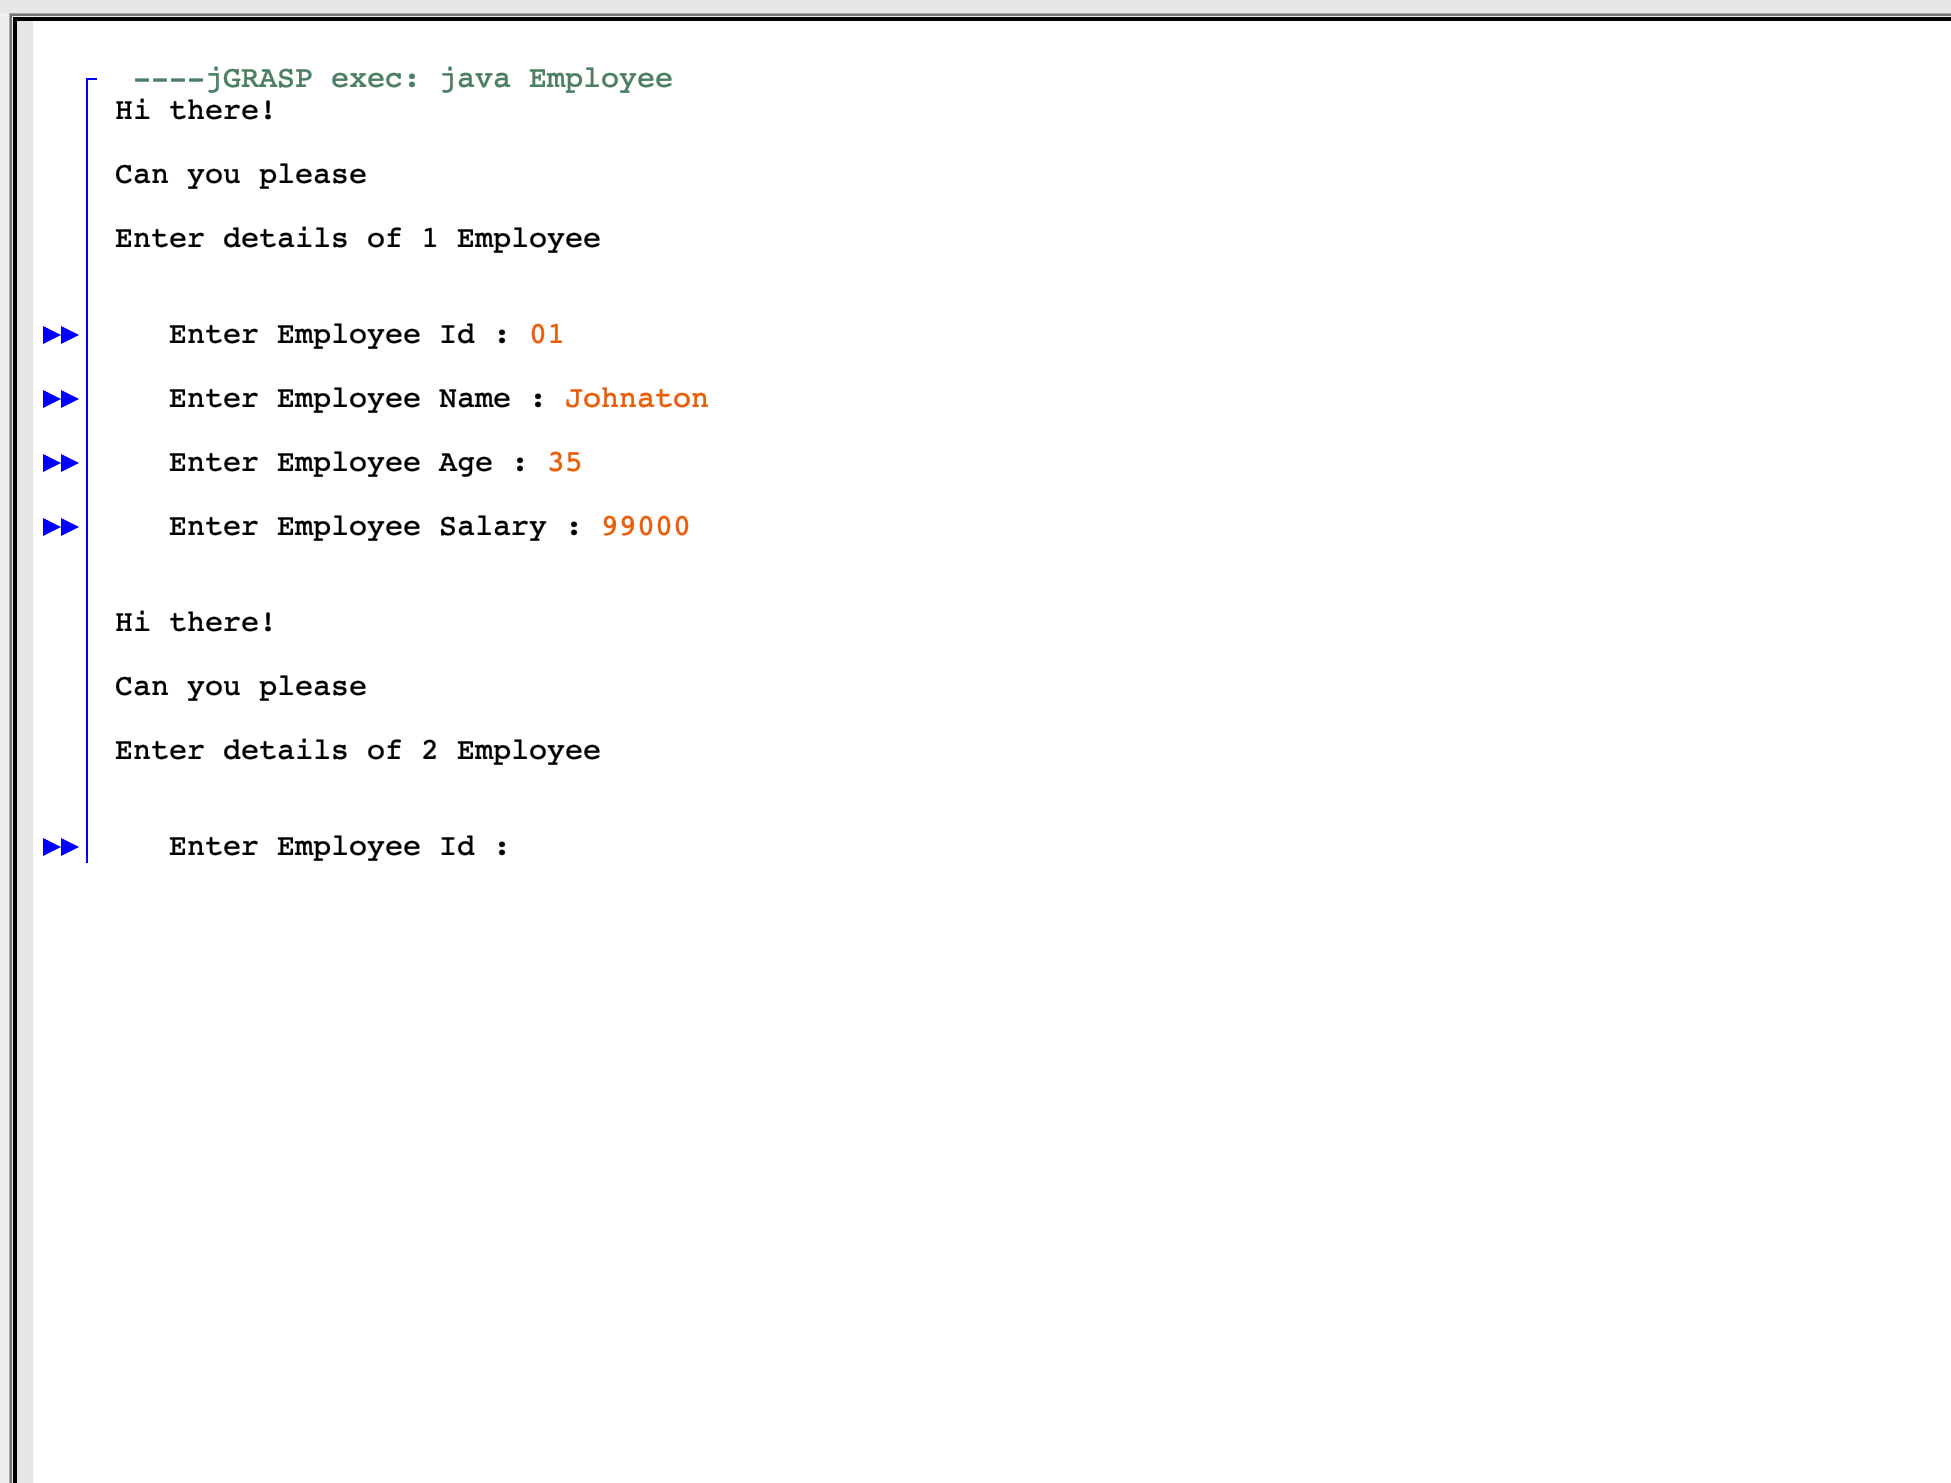 ----jGRASP exec: java Employee
Hi there!
Can you please
Enter details of 1 Employee
Enter Employee Id : 01
Enter Employee Name : Johnaton
Enter Employee Age : 35
Enter Employee Salary : 99000
Hi there!
Can you please
Enter details of 2 Employee
Enter Employee Id :